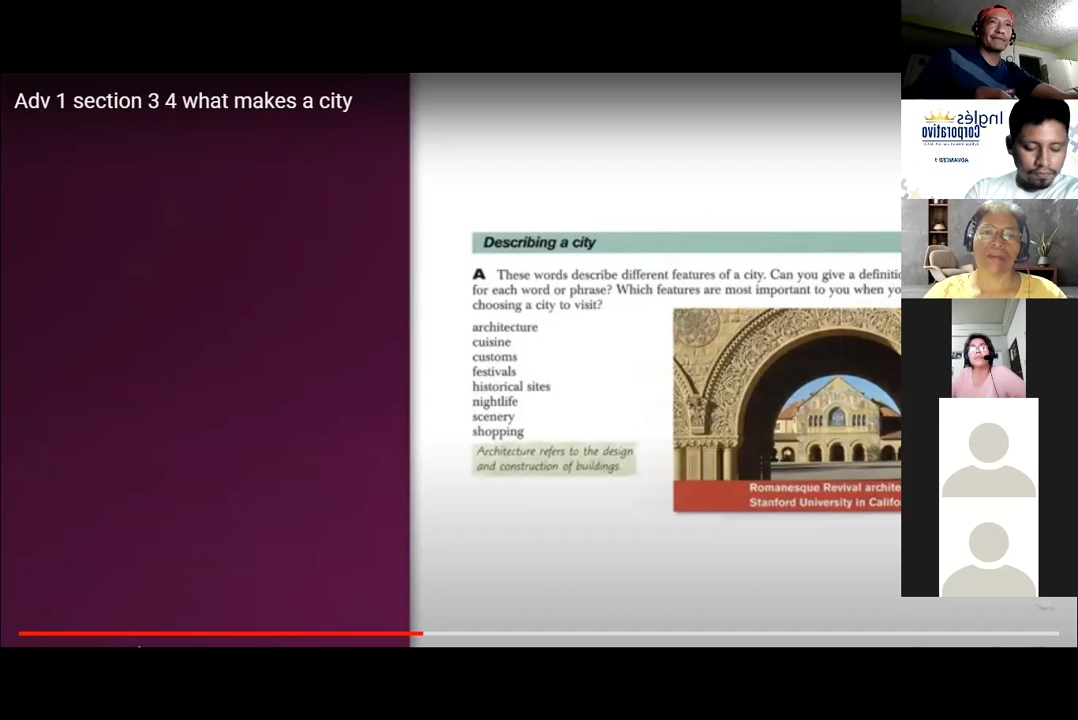 Adv 1 section 3 4 what makes a city
Describing a city
A These words describe different features of a city. Can you give a definitio
for each word or phrase? Which features are most important to you when yo
choosing a city to visit?
architecture
cuisine
customs
festivals
historical sites
nightlife
scenery
shopping
Architecture refers to the design
and construction of buildings.
Romanesque Revival archite
Stanford University in Califo
Inglés
Corporativo
ADVANCED 1